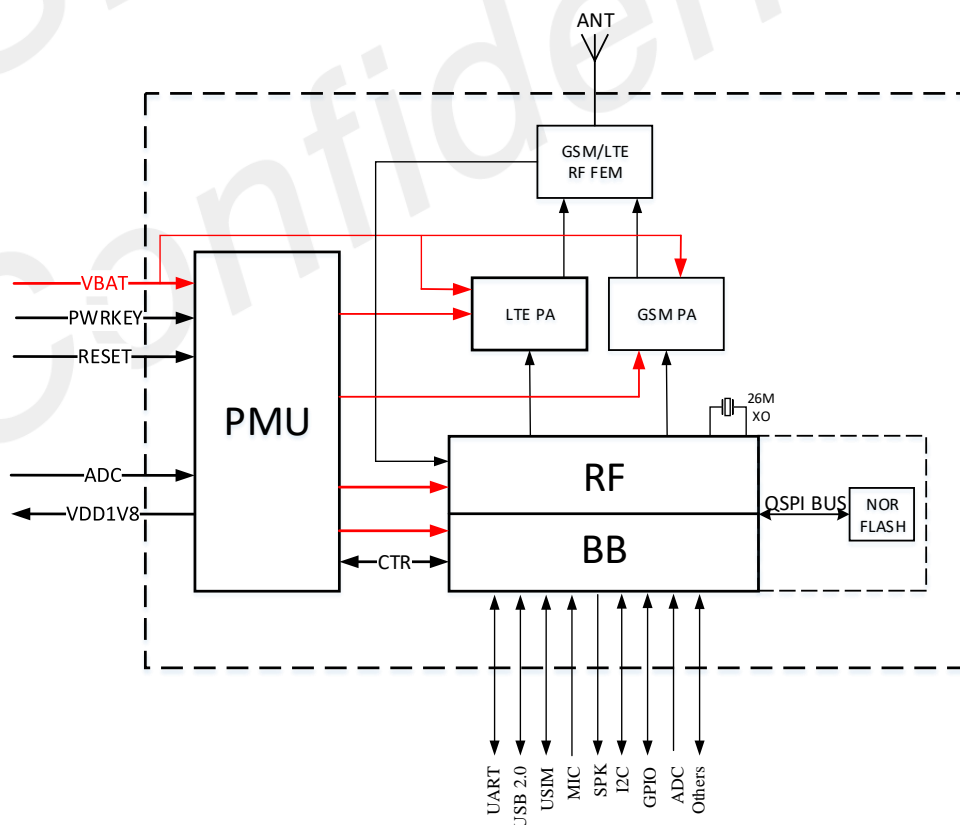 Confiden
ANT
GSM/LTE
RF FEM
VBAT
PWRKEY
RESET
LTE PA
GSM PA
PMU
26M
XO
ADC
VDD1V8
RF
QSPI BUS
NOR
FLASH
BB
CTR
UART
USB 2.0
USIM
MIC
SPK
I2C
GPIO
ADC
Others